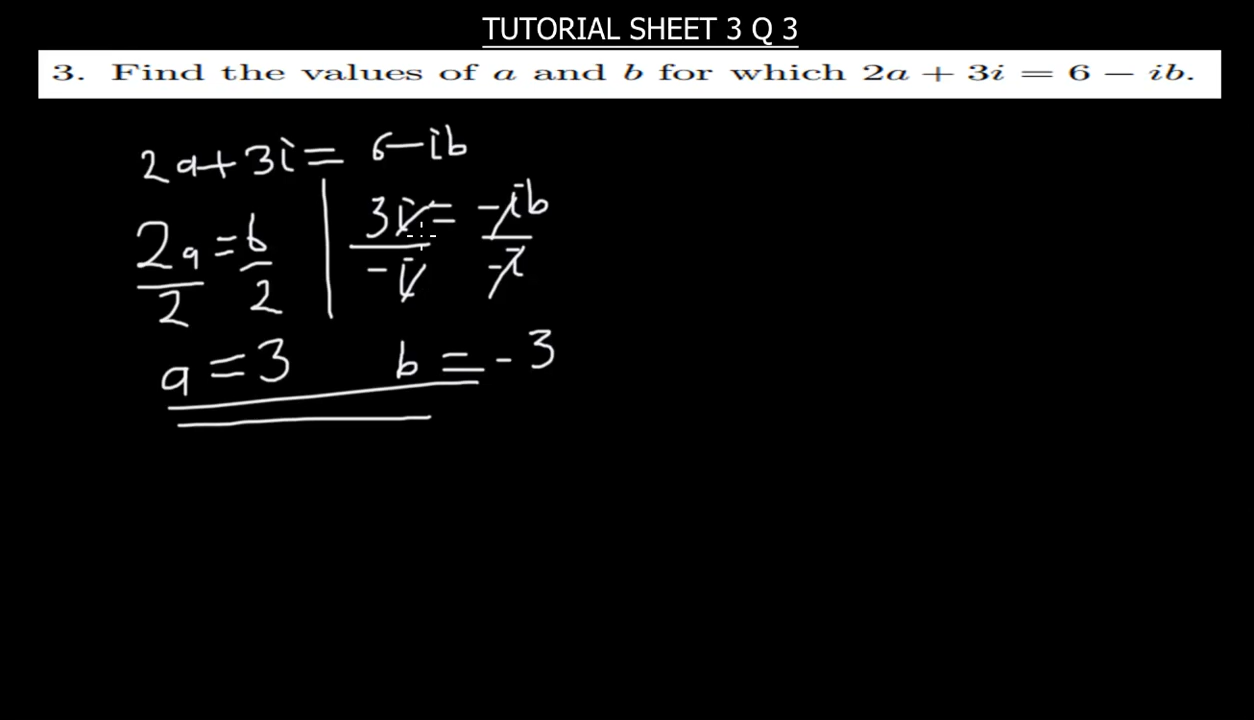 TUTORIAL SHEET 3 Q 3
3. Find the values of a and b for which 2a + 3i = 6 − ib.
2a+3i= 6-ib
2a = 6 | 3i = -ib
2 2 | -i -i
a = 3 b = -3